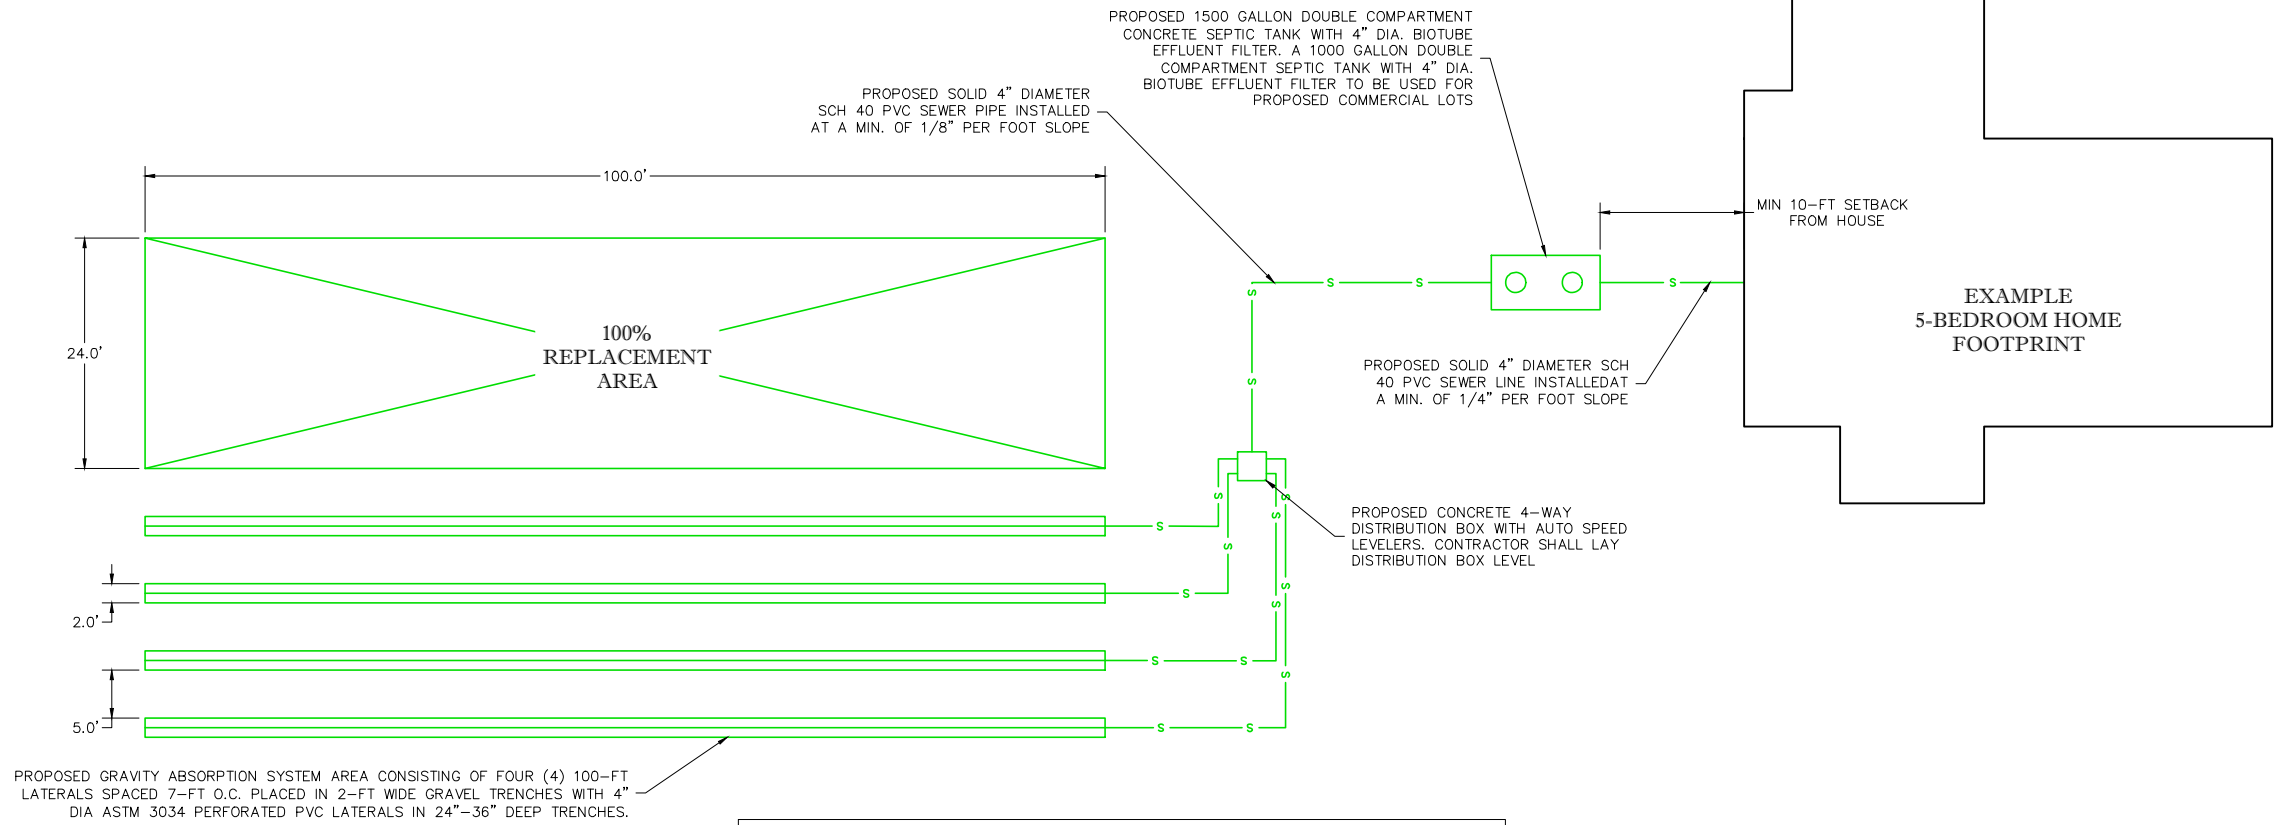 PROPOSED 1500 GALLON DOUBLE COMPARTMENT
CONCRETE SEPTIC TANK WITH 4" DIA. BIOTUBE
EFFLUENT FILTER. A 1000 GALLON DOUBLE
COMPARTMENT SEPTIC TANK WITH 4" DIA.
BIOTUBE EFFLUENT FILTER TO BE USED FOR
PROPOSED COMMERCIAL LOTS
PROPOSED SOLID 4" DIAMETER
SCH 40 PVC SEWER PIPE INSTALLED
AT A MIN. OF 1/8" PER FOOT SLOPE
100.0'
MIN 10-FT SETBACK
FROM HOUSE
24.0'
100%
REPLACEMENT
AREA
S
S
S
S
S
EXAMPLE
5-BEDROOM HOME
FOOTPRINT
PROPOSED SOLID 4" DIAMETER SCH
40 PVC SEWER LINE INSTALLEDAT
A MIN. OF 1/4" PER FOOT SLOPE
PROPOSED CONCRETE 4-WAY
DISTRIBUTION BOX WITH AUTO SPEED
LEVELERS. CONTRACTOR SHALL LAY
DISTRIBUTION BOX LEVEL
S
S
S
S
S
S
S
S
S
S
S
S
S
2.0'
5.0'
PROPOSED GRAVITY ABSORPTION SYSTEM AREA CONSISTING OF FOUR (4) 100-FT
LATERALS SPACED 7-FT O.C. PLACED IN 2-FT WIDE GRAVEL TRENCHES WITH 4"
DIA ASTM 3034 PERFORATED PVC LATERALS IN 24"-36" DEEP TRENCHES.